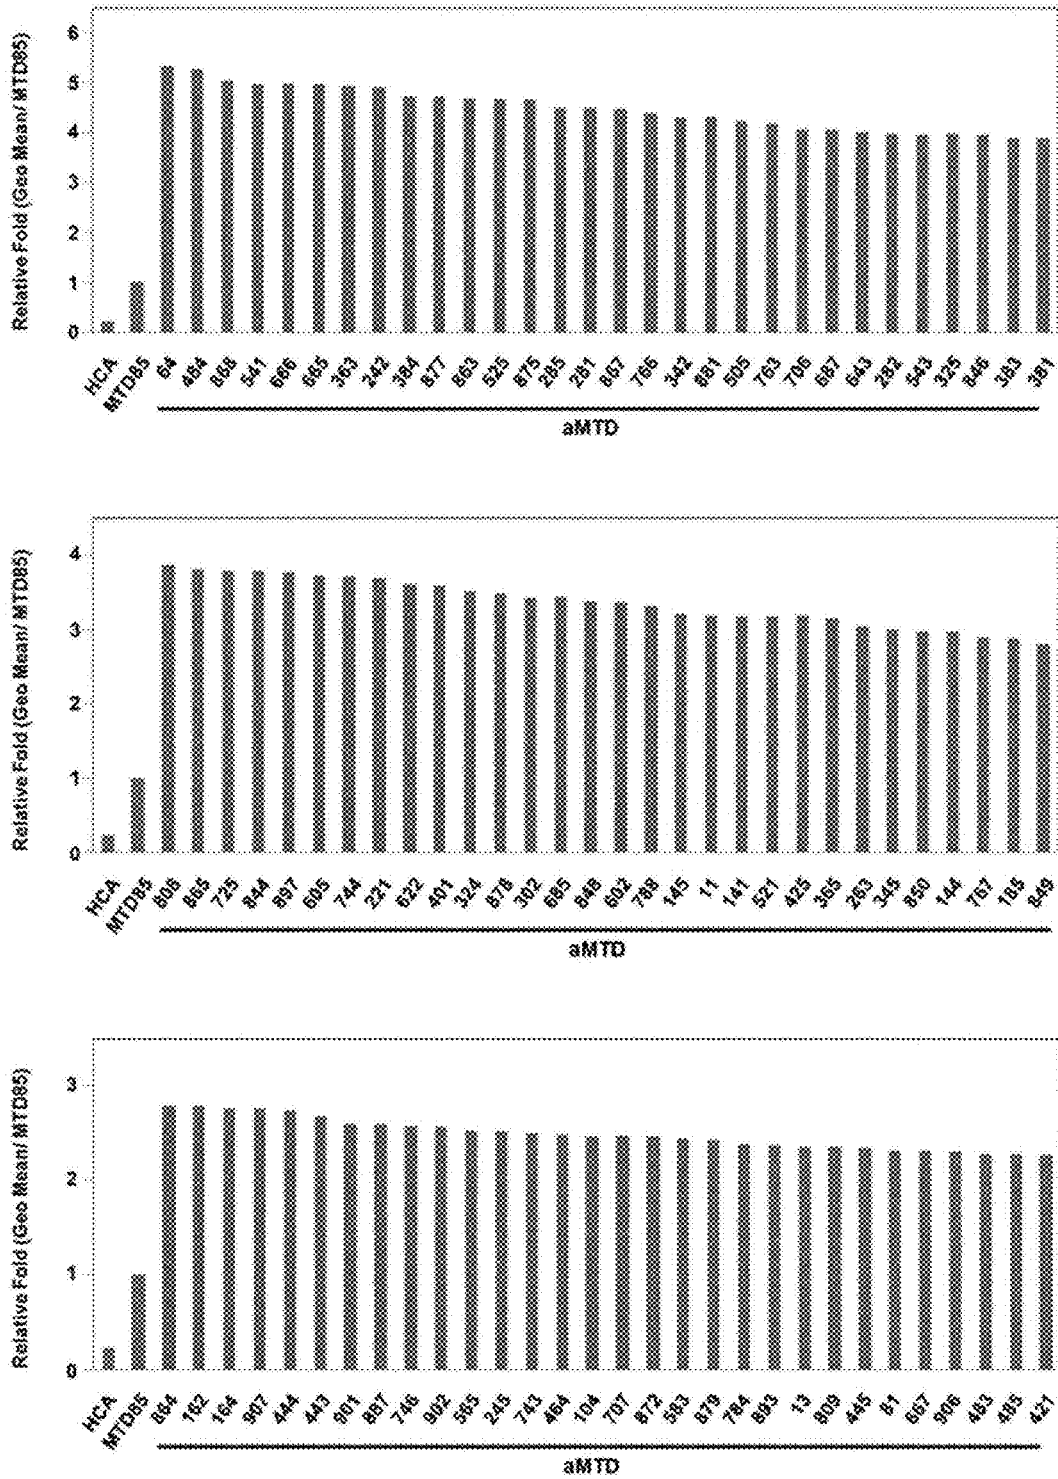 Relative Fold (Geo Mean/ MTD85)
6
5
4
3
2
1
0
HCA MTD85 64 484 868 541 666 665 363 242 384 877 863 525 875 285 281 867 766 342 881 505 763 706 687 643 282 543 325 846 383 381
aMTD
Relative Fold (Geo Mean/ MTD85)
4
3
2
1
0
HCA MTD85 806 865 725 844 897 605 744 221 622 401 324 878 302 685 848 602 788 145 11 141 521 425 365 263 345 850 144 767 185 849
aMTD
Relative Fold (Geo Mean/ MTD85)
3
2
1
0
HCA MTD85 864 162 164 907 444 443 901 887 746 902 565 245 743 464 104 707 872 583 879 784 893 13 809 445 81 667 906 483 485 421
aMTD